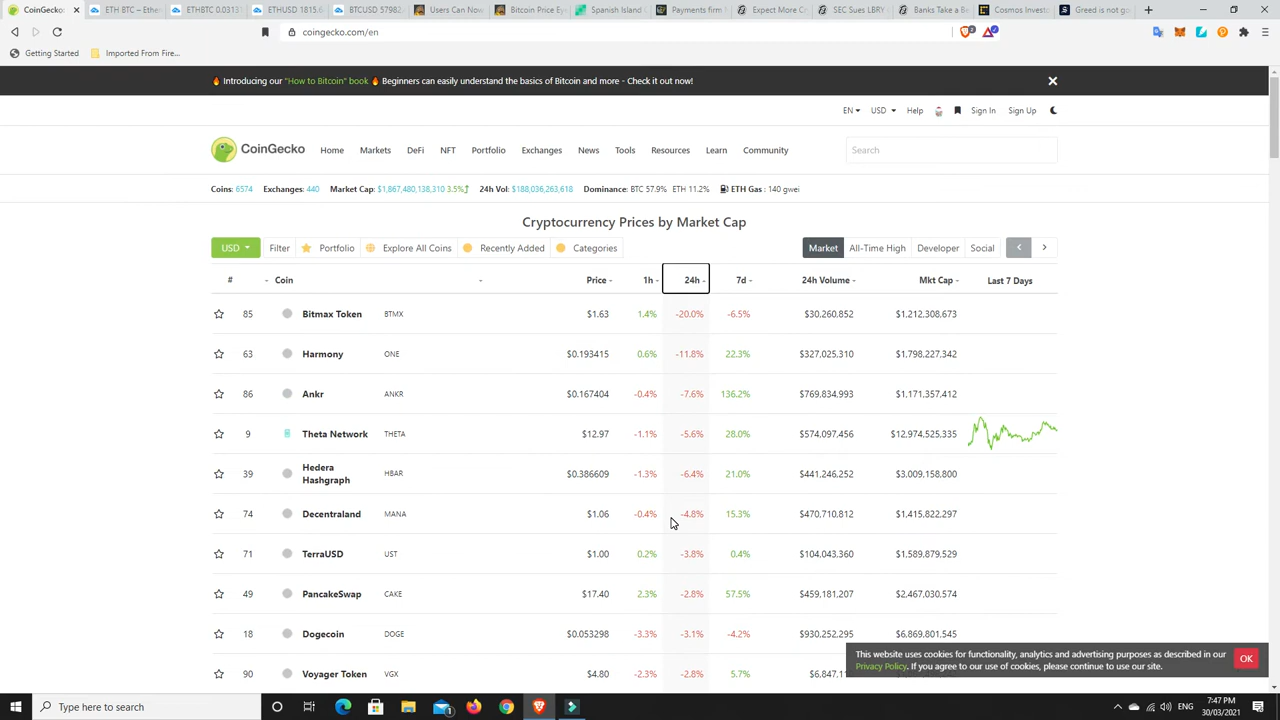 CoinGecko:
ETH BTC – Ether
ETHBTC 0.0313
ETHUSD 1815.6
BTCUSD 57982.
Users Can Now
Bitcoin Price Ey
Spanish Island (
Payments firm M
Expect More Cr
SEC Sues LBRY
Banks Take a B
Cosmos Investr
Greed is not go
coingecko.com/en
Getting Started
Imported From Fire...
Introducing our "How to Bitcoin" book Beginners can easily understand the basics of Bitcoin and more - Check it out now!
EN USD Help Sign In Sign Up
CoinGecko Home Markets DeFi NFT Portfolio Exchanges News Tools Resources Learn Community Search
Coins: 6574 Exchanges: 440 Market Cap: $1,867,480,138,310 3.5% 24h Vol: $188,036,263,618 Dominance: BTC 57.9% ETH 11.2% ETH Gas : 140 gwei
Cryptocurrency Prices by Market Cap
USD Filter Portfolio Explore All Coins Recently Added Categories Market All-Time High Developer Social
# Coin Price 1h 24h 7d 24h Volume Mkt Cap Last 7 Days
85 Bitmax Token BTMX $1.63 1.4% -20.0% -6.5% $30,260,852 $1,212,308,673
63 Harmony ONE $0.193415 0.6% -11.8% 22.3% $327,025,310 $1,798,227,342
86 Ankr ANKR $0.167404 -0.4% -7.6% 136.2% $769,834,993 $1,171,357,412
9 Theta Network THETA $12.97 -1.1% -5.6% 28.0% $574,097,456 $12,974,525,335
39 Hedera Hashgraph HBAR $0.386609 -1.3% -6.4% 21.0% $441,246,252 $3,009,158,800
74 Decentraland MANA $1.06 -0.4% -4.8% 15.3% $470,710,812 $1,415,822,297
71 TerraUSD UST $1.00 0.2% -3.8% 0.4% $104,043,360 $1,589,879,529
49 PancakeSwap CAKE $17.40 2.3% -2.8% 57.5% $459,181,207 $2,467,030,574
18 Dogecoin DOGE $0.053298 -3.3% -3.1% -4.2% $930,252,295 $6,869,801,545
90 Voyager Token VGX $4.80 -2.3% -2.8% 5.7% $6,847,11
This website uses cookies for functionality, analytics and advertising purposes as described in our
Privacy Policy. If you agree to our use of cookies, please continue to use our site.
OK
Type here to search
ENG
7:47 PM
30/03/2021